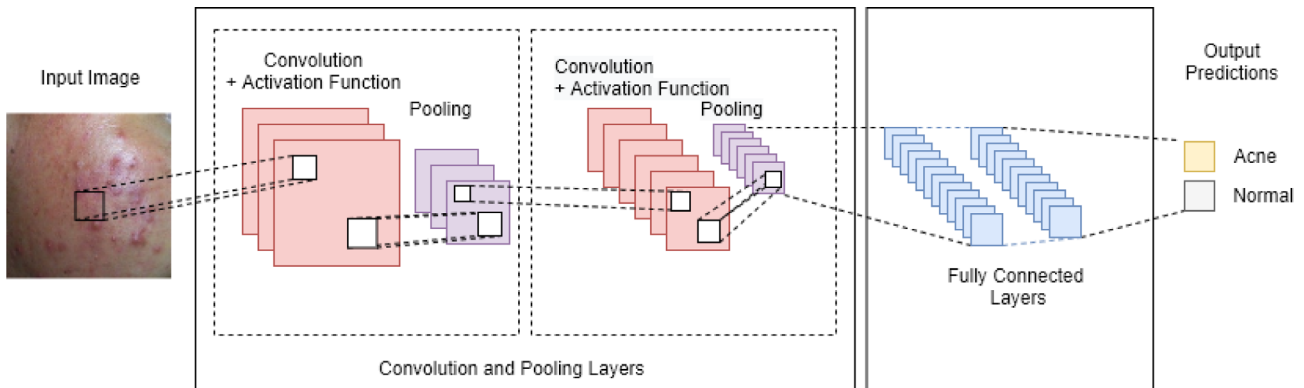 Input Image
Convolution
+ Activation Function
Pooling
Convolution
+ Activation Function
Pooling
Convolution and Pooling Layers
Fully Connected
Layers
Output
Predictions
Acne
Normal